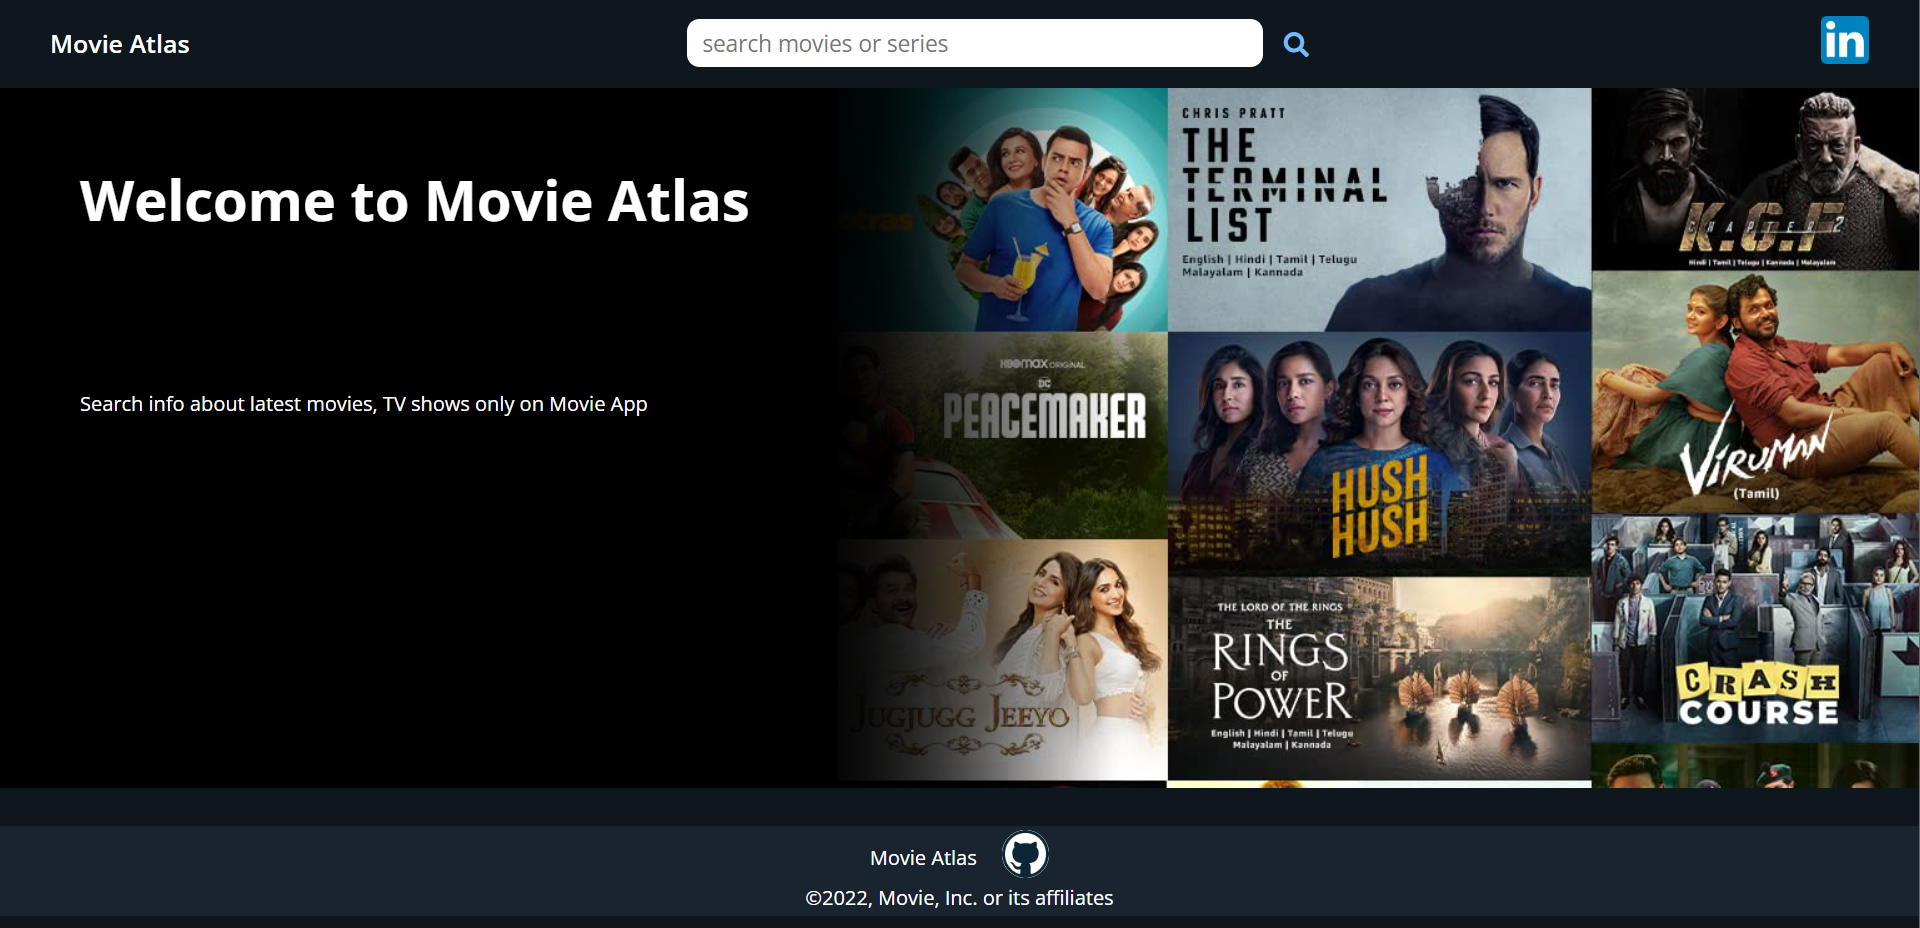 Movie Atlas
search movies or series
in
Welcome to Movie Atlas
Search info about latest movies, TV shows only on Movie App
CHRIS PRATT
THE
TERMINAL
LIST
English | Hindi | Tamil | Telugu
Malayalam | Kannada
K.G.F
CHAPTER 2
Hindi | Tamil | Telugu | Kannada | Malayalam
HBOMAX ORIGINAL
DC
PEACEMAKER
HUSH
HUSH
VIRUMAN
(Tamil)
JUGJUGG JEEYO
THE LORD OF THE RINGS
THE
RINGS
OF
POWER
English | Hindi | Tamil | Telugu
Malayalam | Kannada
CRASH
COURSE
Movie Atlas
©2022, Movie, Inc. or its affiliates